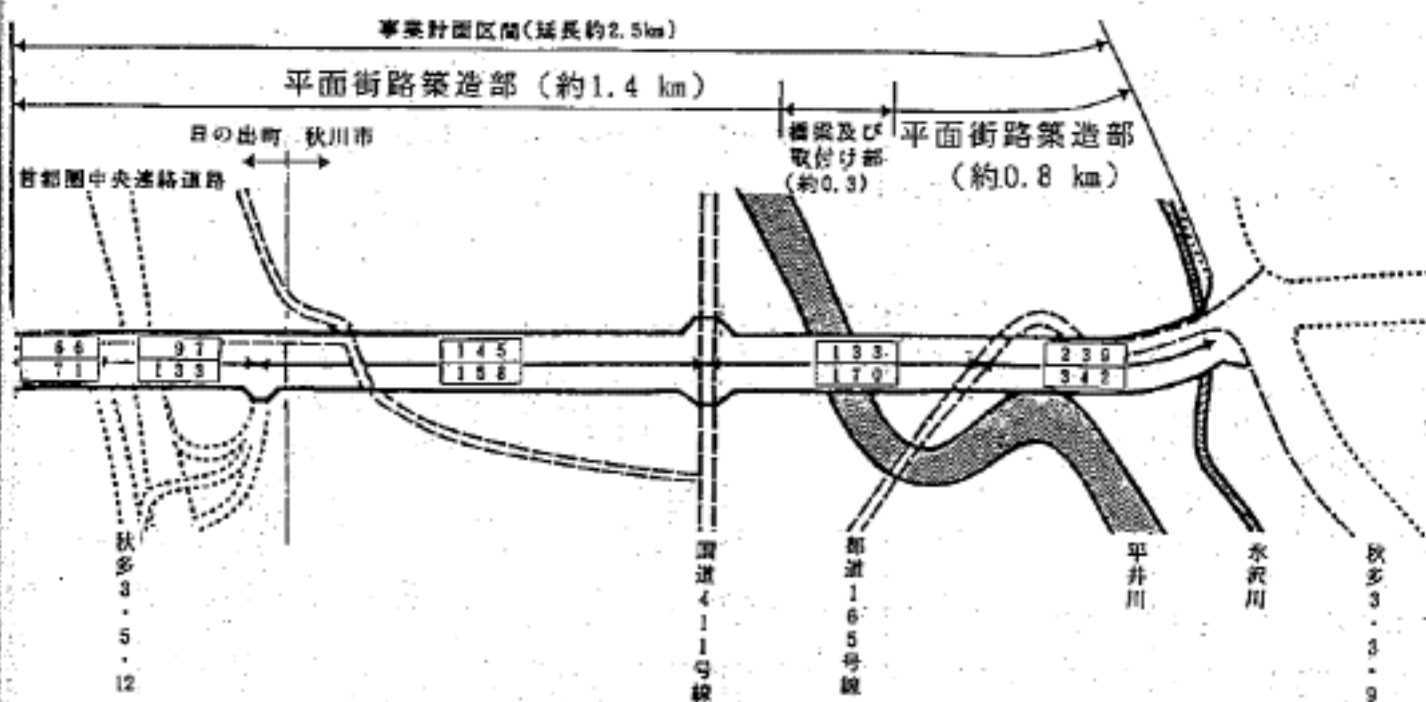 事業計画区間(延長約2.5km)
平面街路築造部(約1.4 km)
橋梁及び
取付け部
(約0.3)
平面街路築造部
(約0.8 km)
日の出町 秋川市
首都圏中央連絡道路
66
71
97
133
145
158
133
170
239
342
秋多3・5・12
国道411号線
都道165号線
平井川
氷沢川
秋多3・3・9